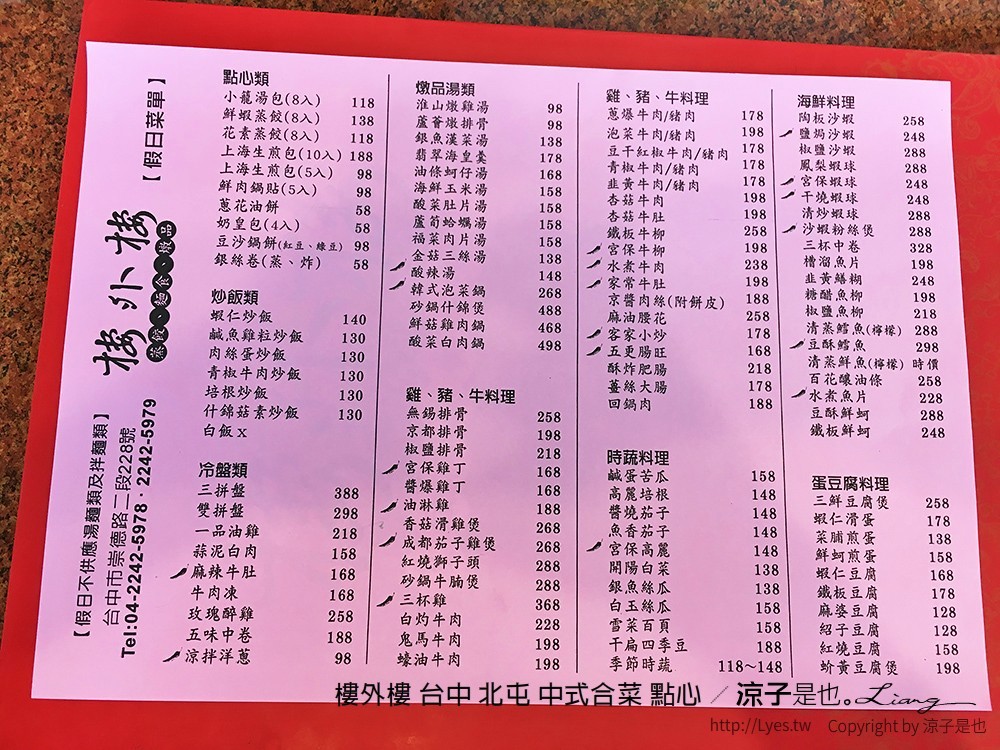 【假日菜單】
樓外樓
蒸餃、麵食、燉品
【假日不供應湯麵類及拌麵類】
台中市崇德路二段228號
Tel:04-2242-5978．2242-5979
點心類
小籠湯包(8入) 118
鮮蝦蒸餃(8入) 138
花素蒸餃(8入) 118
上海生煎包(10入) 188
上海生煎包(5入) 98
鮮肉鍋貼(5入) 98
蔥花油餅 58
奶皇包(4入) 58
豆沙鍋餅(紅豆、綠豆) 98
銀絲卷(蒸、炸) 58
炒飯類
蝦仁炒飯 140
鹹魚雞粒炒飯 130
肉絲蛋炒飯 130
青椒牛肉炒飯 130
培根炒飯 130
什錦菇素炒飯 130
白飯x
冷盤類
三拼盤 388
雙拼盤 298
一品油雞 218
蒜泥白肉 158
麻辣牛肚 168
牛肉凍 168
玫瑰醉雞 258
五味中卷 188
涼拌洋蔥 98
燉品湯類
淮山燉雞湯 98
蘆薈燉排骨 98
銀魚漢菜湯 138
翡翠海皇羹 178
油條蚵仔湯 168
海鮮玉米湯 158
酸菜肚片湯 158
蘆筍蛤蠣湯 158
福菜肉片湯 158
金菇三絲湯 138
酸辣湯 148
韓式泡菜鍋 268
砂鍋什錦煲 488
鮮菇雞肉鍋 468
酸菜白肉鍋 498
雞、豬、牛料理
無錫排骨 258
京都排骨 198
椒鹽排骨 218
宮保雞丁 168
醬爆雞丁 168
油淋雞 188
香菇滑雞煲 268
成都茄子雞煲 268
紅燒獅子頭 288
砂鍋牛腩煲 288
三杯雞 368
白灼牛肉 228
鬼馬牛肉 198
蠔油牛肉 198
雞、豬、牛料理
蔥爆牛肉/豬肉 178
泡菜牛肉/豬肉 198
豆干紅椒牛肉/豬肉 178
青椒牛肉/豬肉 178
韭黃牛肉/豬肉 178
杏菇牛肉 198
杏菇牛肚 198
鐵板牛柳 258
宮保牛柳 198
水煮牛肉 238
家常牛肚 198
京醬肉絲(附餅皮) 188
麻油腰花 258
客家小炒 178
五更腸旺 168
酥炸肥腸 218
薑絲大腸 178
回鍋肉 188
時蔬料理
鹹蛋苦瓜 158
高麗培根 148
醬燒茄子 148
魚香茄子 148
宮保高麗 148
開陽白菜 138
銀魚絲瓜 138
白玉絲瓜 158
雪菜百頁 158
干扁四季豆 188
季節時蔬 118~148
海鮮料理
陶板沙蝦 258
鹽焗沙蝦 248
椒鹽沙蝦 288
鳳梨蝦球 288
宮保蝦球 248
干燒蝦球 248
清炒蝦球 288
沙蝦粉絲煲 288
三杯中卷 328
槽溜魚片 198
韭黃鱔糊 248
糖醋魚柳 198
椒鹽魚柳 218
清蒸鱈魚(檸檬) 288
豆酥鱈魚 298
清蒸鮮魚(檸檬) 時價
百花釀油條 258
水煮魚片 228
豆酥鮮蚵 288
鐵板鮮蚵 248
蛋豆腐料理
三鮮豆腐煲 258
蝦仁滑蛋 178
菜脯煎蛋 138
鮮蚵煎蛋 158
蝦仁豆腐 168
鐵板豆腐 178
麻婆豆腐 128
紹子豆腐 128
紅燒豆腐 158
蚧黃豆腐煲 198
樓外樓 台中 北屯 中式合菜 點心 ／ 涼子是也。Liang
http://Lyes.tw Copyright by 涼子是也